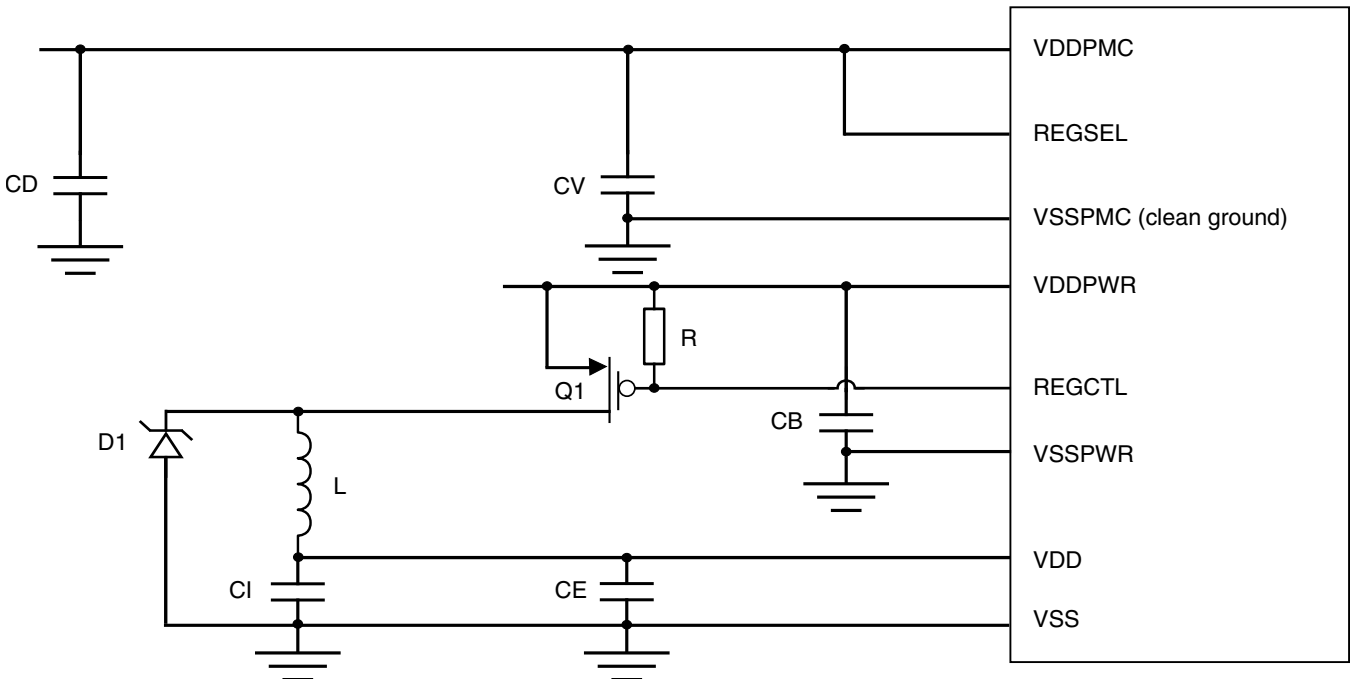 VDDPMC
REGSEL
CD
CV
VSSPMC (clean ground)
VDDPWR
R
Q1
REGCTL
CB
D1
VSSPWR
L
VDD
CI
CE
VSS